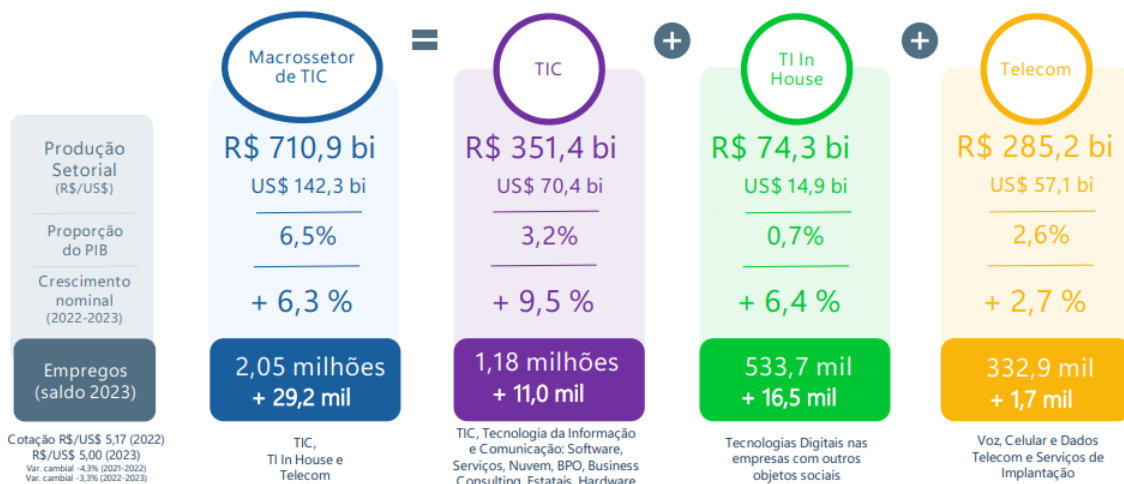 Macrossetor
de TIC
=
TIC
+
TI In
House
+
Telecom
Produção
Setorial
(R$/US$)
R$ 710,9 bi
US$ 142,3 bi
R$ 351,4 bi
US$ 70,4 bi
R$ 74,3 bi
US$ 14,9 bi
R$ 285,2 bi
US$ 57,1 bi
Proporção
do PIB
6,5%
3,2%
0,7%
2,6%
Crescimento
nominal
(2022-2023)
+ 6,3 %
+ 9,5 %
+ 6,4 %
+ 2,7 %
Empregos
(saldo 2023)
2,05 milhões
+ 29,2 mil
1,18 milhões
+ 11,0 mil
533,7 mil
+ 16,5 mil
332,9 mil
+ 1,7 mil
Cotação R$/US$ 5,17 (2022)
R$/US$ 5,00 (2023)
Var. cambial -4,3% (2021-2022)
Var. cambial -3,3% (2022-2023)
TIC,
TI In House e
Telecom
TIC, Tecnologia da Informação
e Comunicação: Software,
Serviços, Nuvem, BPO, Business
Consulting, Estatais, Hardware
Tecnologias Digitais nas
empresas com outros
objetos sociais
Voz, Celular e Dados
Telecom e Serviços de
Implantação